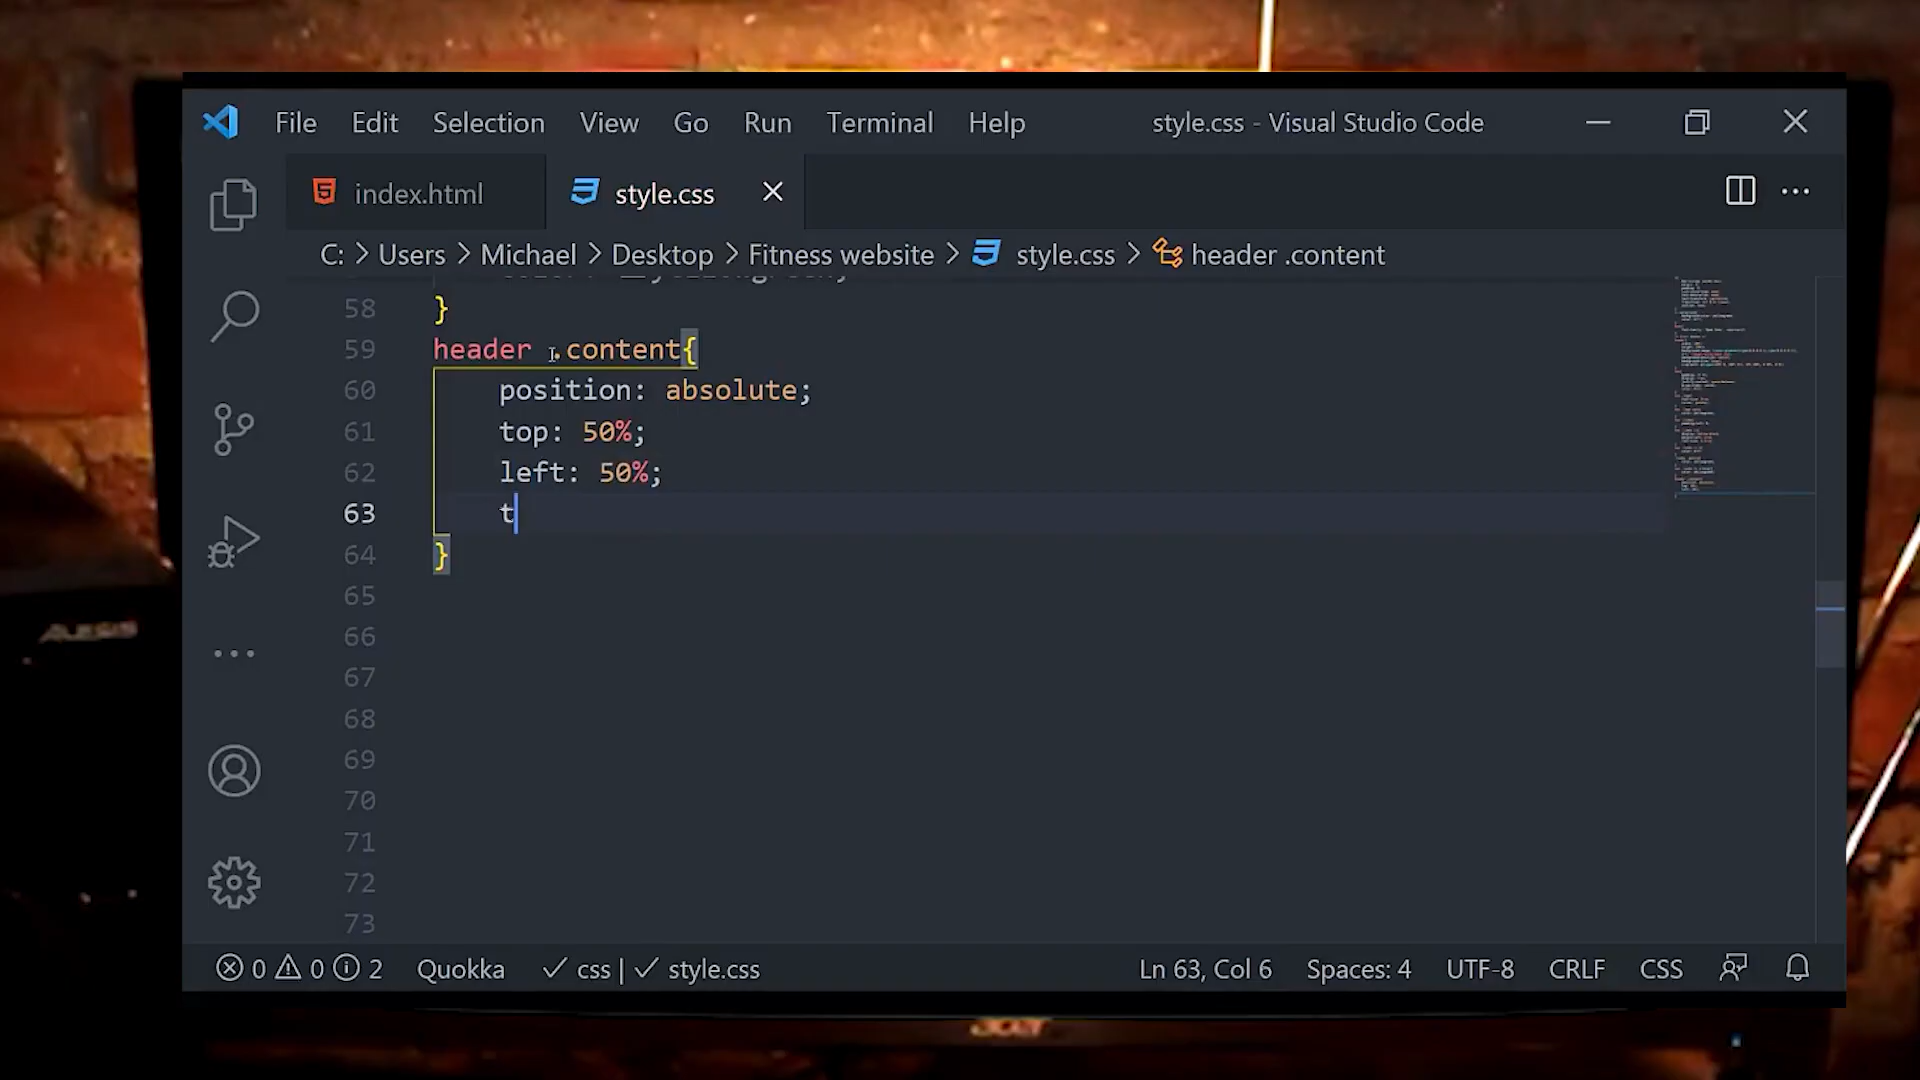 File Edit Selection View Go Run Terminal Help style.css - Visual Studio Code
index.html style.css
C: > Users > Michael > Desktop > Fitness website > style.css > header .content
58 }
59 header .content{
60 position: absolute;
61 top: 50%;
62 left: 50%;
63 t
64 }
65
66
67
68
69
70
71
72
73
0 0 2 Quokka css | style.css Ln 63, Col 6 Spaces: 4 UTF-8 CRLF CSS
ALESIS
acer